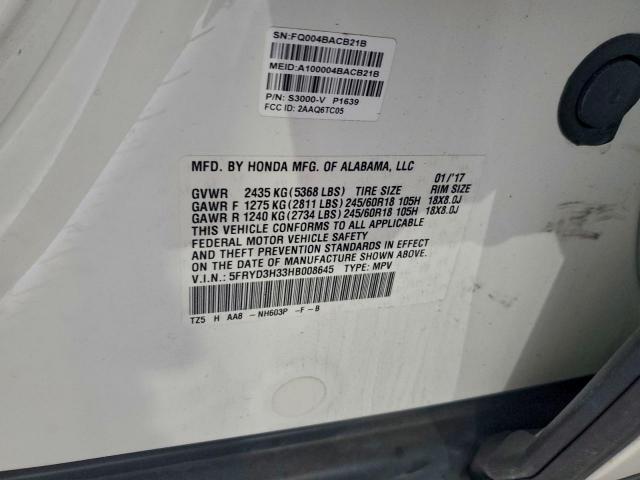 SN:FQ004BACB21B
MEID:A100004BACB21B
P/N: S3000-V P1639
FCC ID: 2AAQ6TC05
MFD. BY HONDA MFG. OF ALABAMA, LLC
01/'17
GVWR 2435 KG(5368 LBS) TIRE SIZE RIM SIZE
GAWR F 1275 KG(2811 LBS)245/60R18 105H 18X8.0J
GAWR R 1240 KG(2734 LBS)245/60R18 105H 18X8.0J
THIS VEHICLE CONFORMS TO ALL APPLICABLE
FEDERAL MOTOR VEHICLE SAFETY
AND THEFT PREVENTION STANDARDS IN EFFECT
ON THE DATE OF MANUFACTURE SHOWN ABOVE.
V.I.N.: 5FRYD3H33HB008645 TYPE: MPV
TZ5 H AA8 -NH603P -F-B